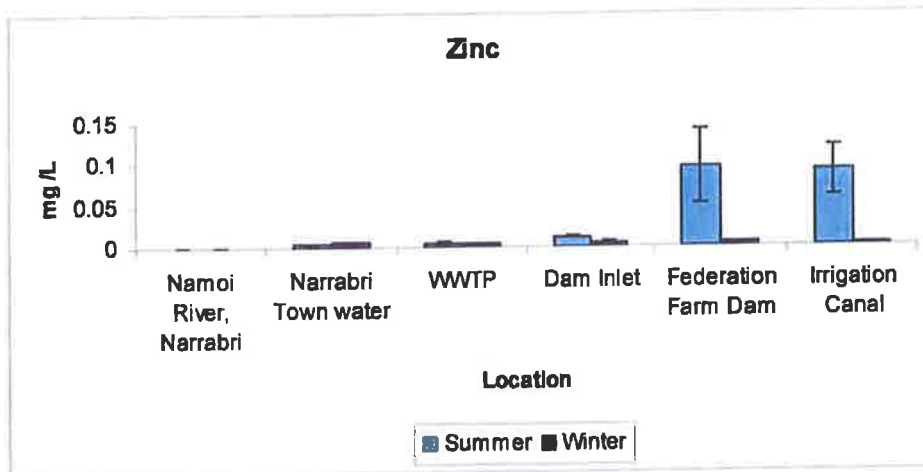 Zinc
mg /L
0.15
0.1
0.05
0
Namoi
River,
Narrabri
Narrabri
Town water
WWTP
Dam Inlet
Federation
Farm Dam
Irrigation
Canal
Location
Summer
Winter